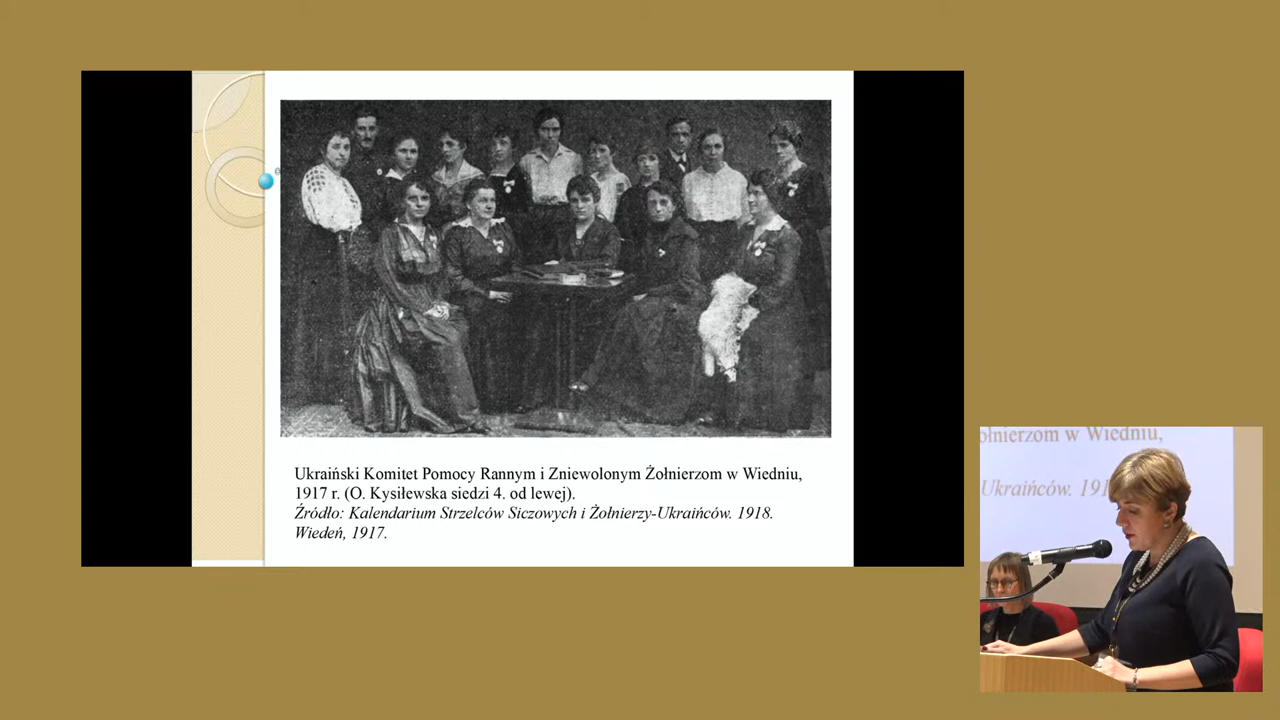 Ukraiński Komitet Pomocy Rannym i Zniewolonym Żołnierzom w Wiedniu,
1917 r. (O. Kysiłewska siedzi 4. od lewej).
Źródło: Kalendarium Strzelców Siczowych i Żołnierzy-Ukraińców. 1918.
Wiedeń, 1917.
ołnierzom w Wiedniu,
Ukraińców. 191